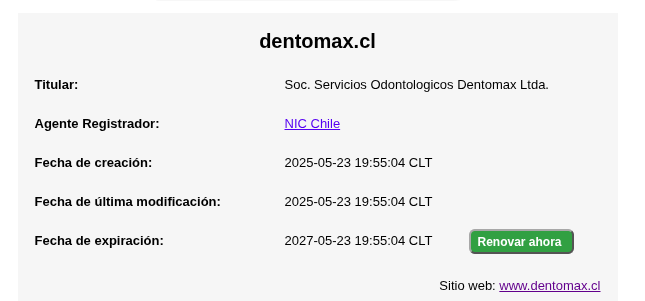 dentomax.cl
Titular: Soc. Servicios Odontologicos Dentomax Ltda.
Agente Registrador: NIC Chile
Fecha de creación: 2025-05-23 19:55:04 CLT
Fecha de última modificación: 2025-05-23 19:55:04 CLT
Fecha de expiración: 2027-05-23 19:55:04 CLT Renovar ahora
Sitio web: www.dentomax.cl